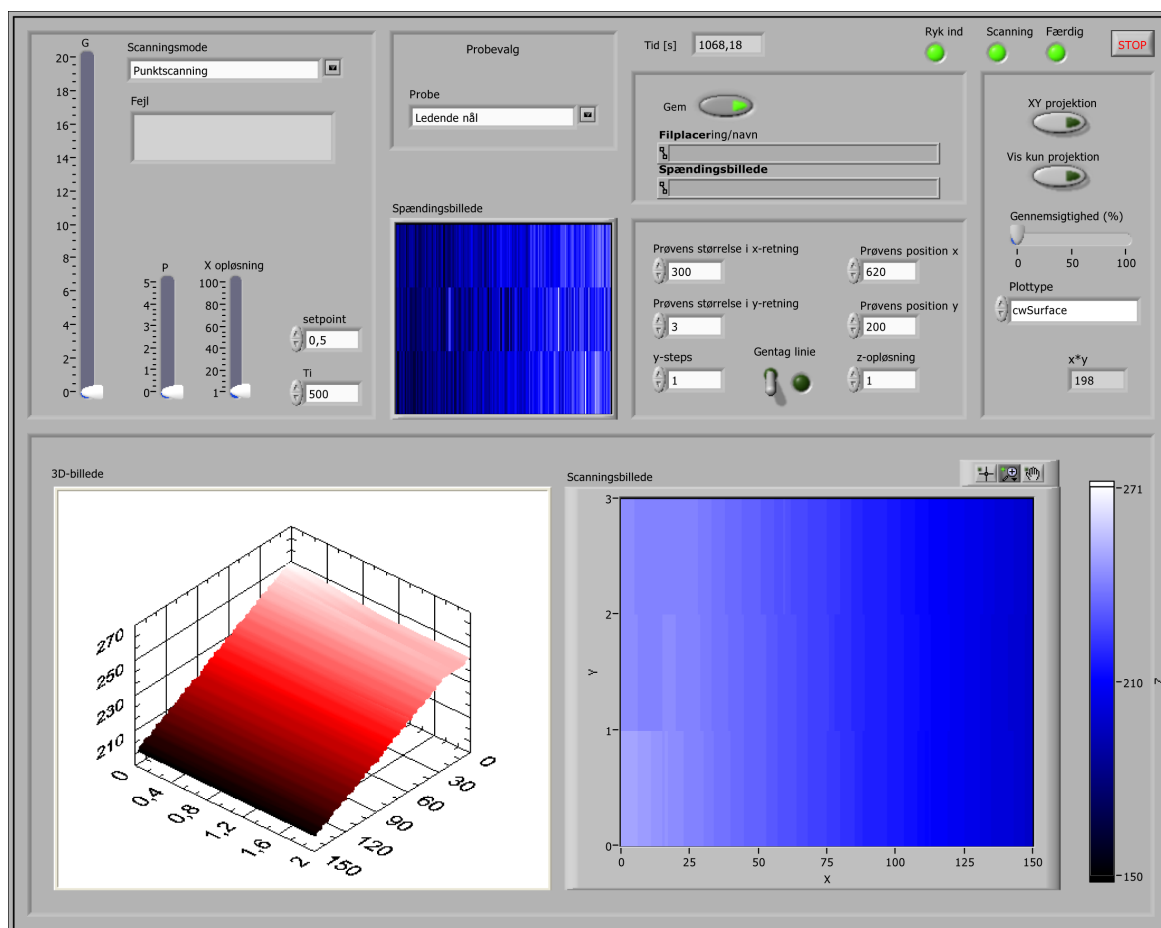 G
Scanningsmode
Punktscanning
Fejl
20
18
16
14
12
10
8
6
4
2
0
P
5
4
3
2
1
0
X opløsning
100
80
60
40
20
1
setpoint
0,5
Ti
500
Probevalg
Probe
Ledende nål
Spændingsbillede
Tid [s] 1068,18
Ryk ind Scanning Færdig STOP
Gem
Filplacering/navn
Spændingsbillede
Prøvens størrelse i x-retning Prøvens position x
300 620
Prøvens størrelse i y-retning Prøvens position y
3 200
y-steps Gentag linie z-opløsning
1 1
XY projektion
Vis kun projektion
Gennemsigtighed (%)
0 50 100
Plottype
cwSurface
x*y
198
3D-billede
270
250
230
210
0 0,4 0,8 1,2 1,6 2
150 120 90 60 30 0
Scanningsbillede
3
2
1
0
Y
0 25 50 75 100 125 150
X
271
210
150